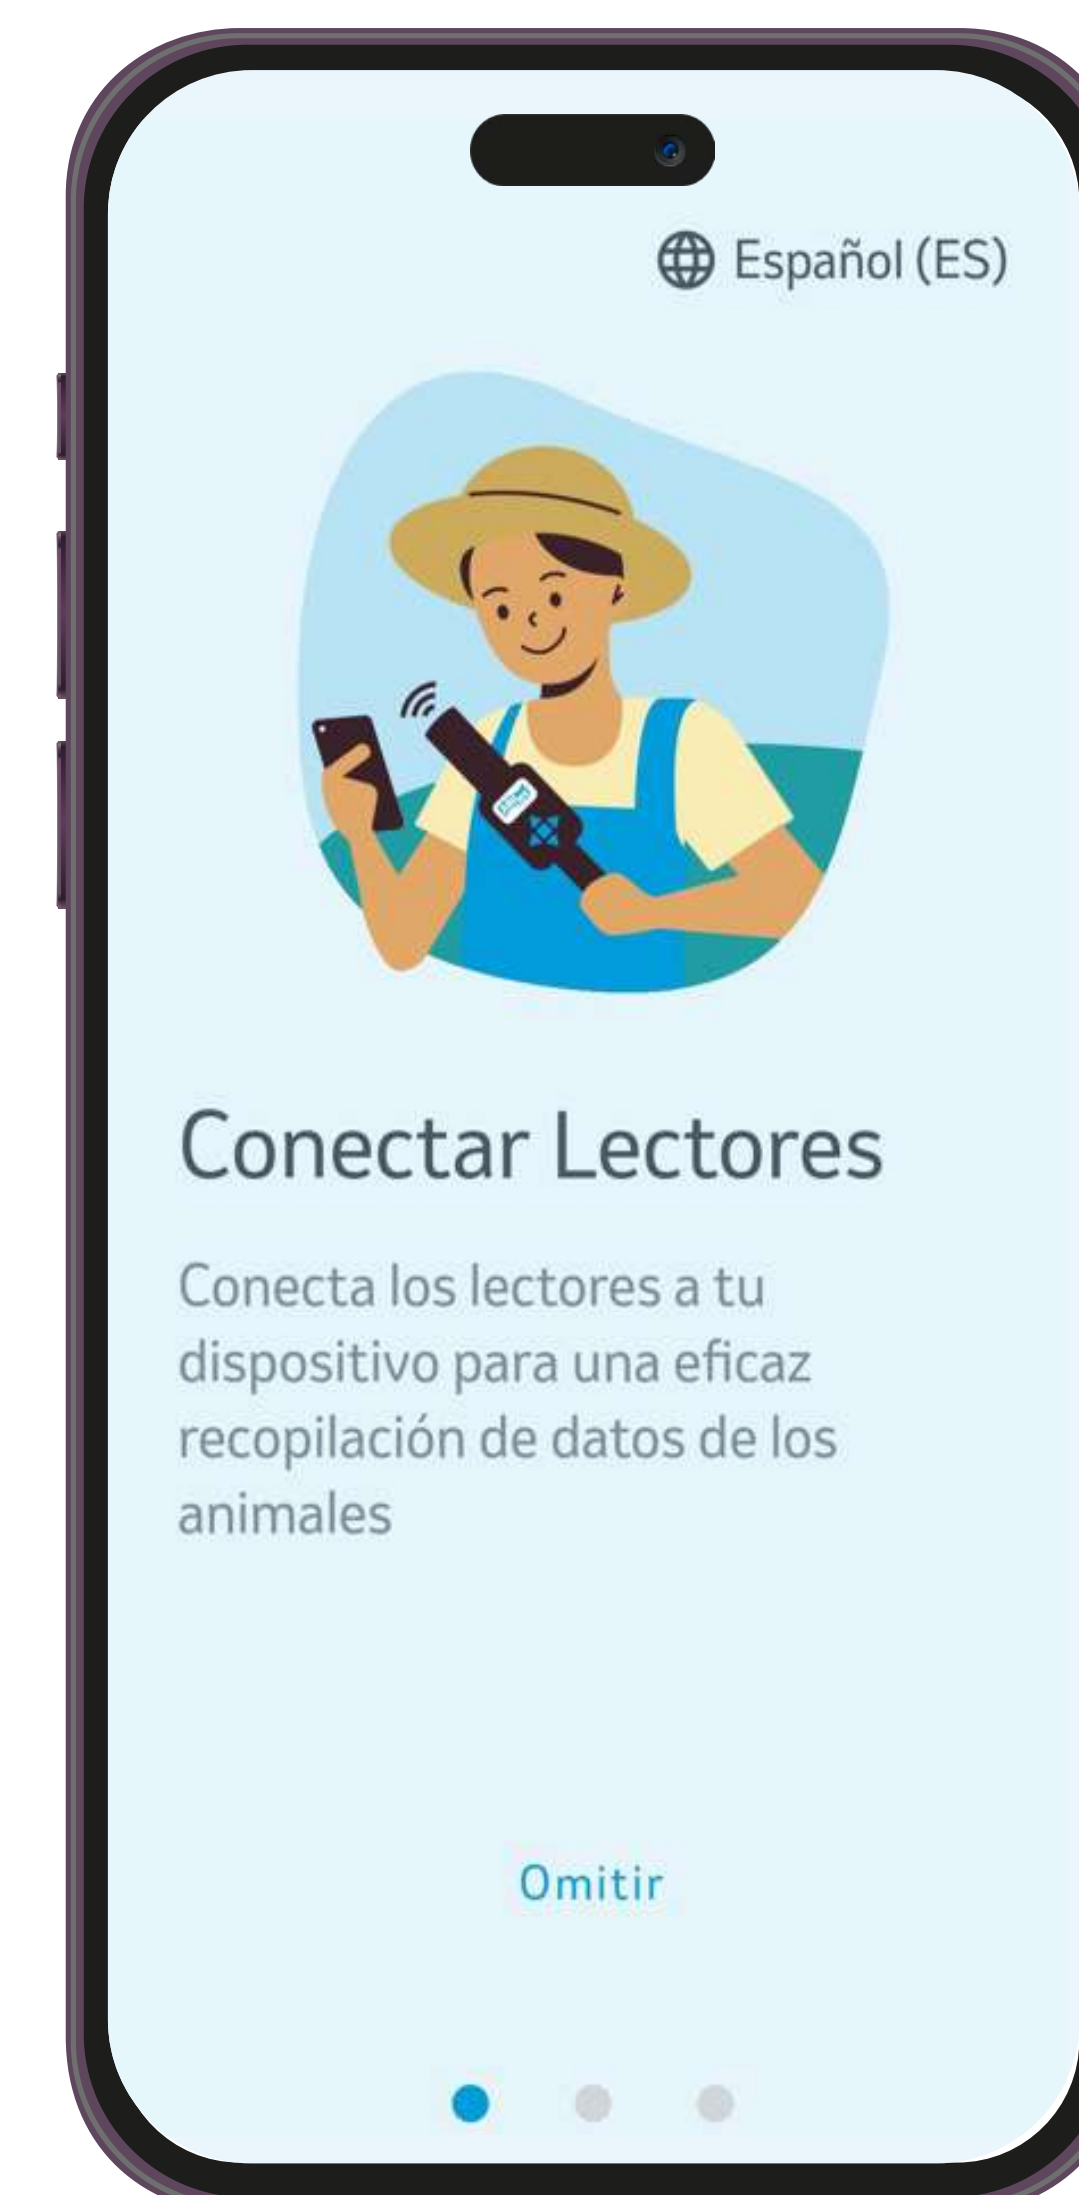 Español (ES)
Conectar Lectores
Conecta los lectores a tu
dispositivo para una eficaz
recopilación de datos de los
animales
Omitir